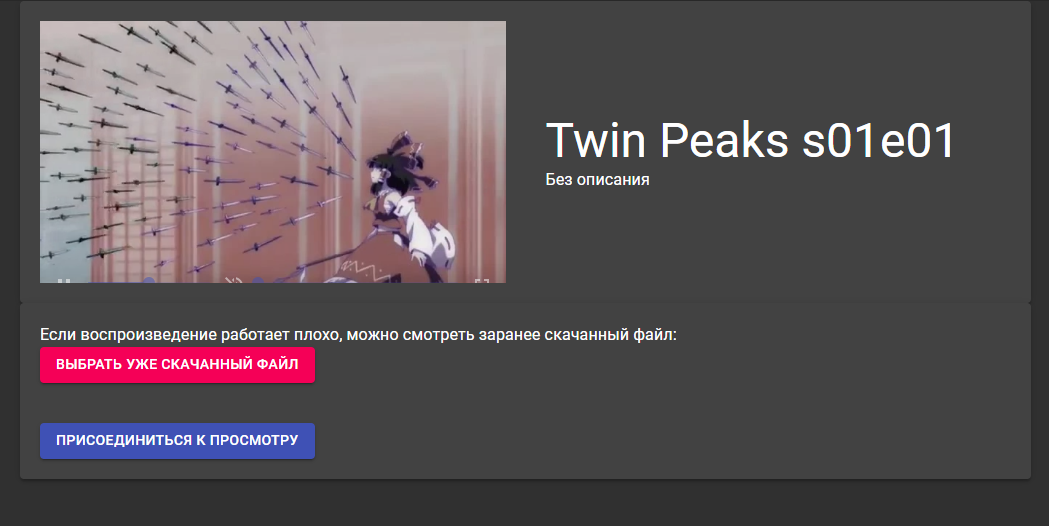 Twin Peaks s01e01
Без описания
Если воспроизведение работает плохо, можно смотреть заранее скачанный файл:
ВЫБРАТЬ УЖЕ СКАЧАННЫЙ ФАЙЛ
ПРИСОЕДИНИТЬСЯ К ПРОСМОТРУ